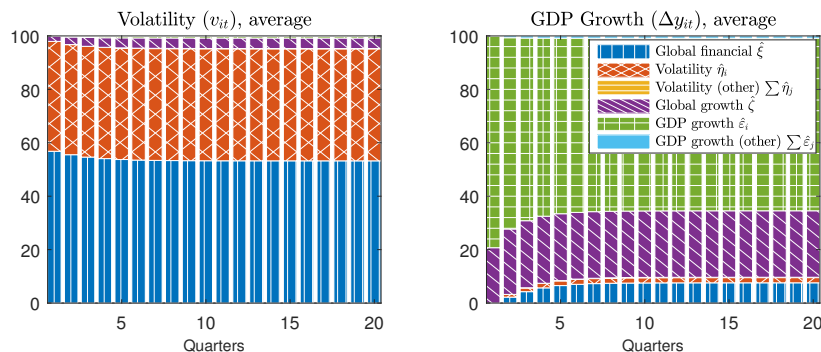 Volatility (v_it), average
100
80
60
40
20
0
5
10
15
20
Quarters
GDP Growth (Δy_it), average
100
80
60
40
20
0
5
10
15
20
Quarters
Global financial ξ̂
Volatility η̂_i
Volatility (other) ∑ η̂_j
Global growth ζ̂
GDP growth ε̂_i
GDP growth (other) ∑ ε̂_j